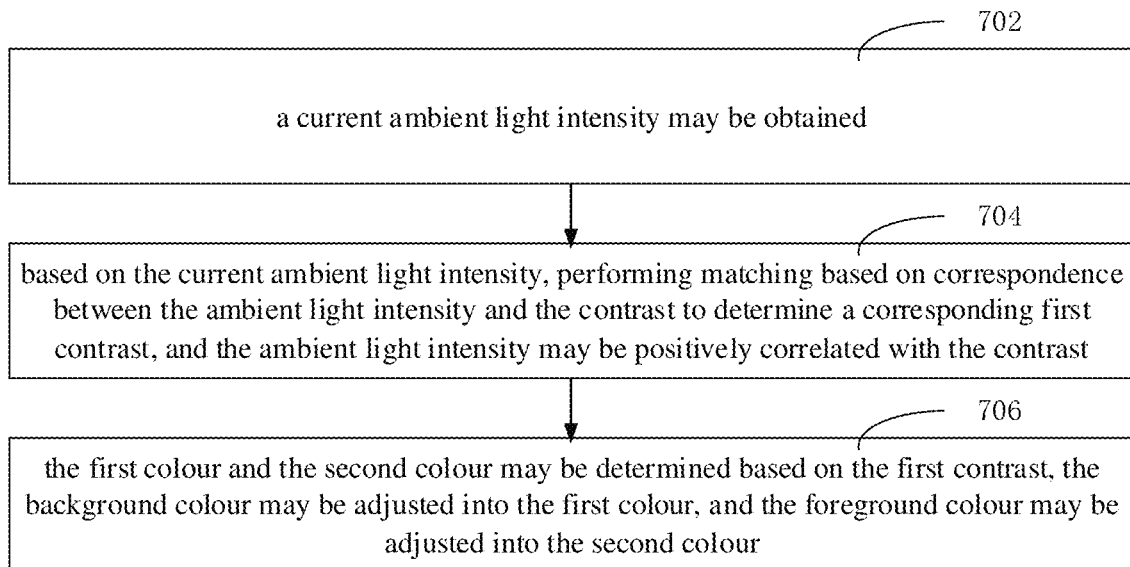 702
a current ambient light intensity may be obtained
704
based on the current ambient light intensity, performing matching based on correspondence
between the ambient light intensity and the contrast to determine a corresponding first
contrast, and the ambient light intensity may be positively correlated with the contrast
706
the first colour and the second colour may be determined based on the first contrast, the
background colour may be adjusted into the first colour, and the foreground colour may be
adjusted into the second colour